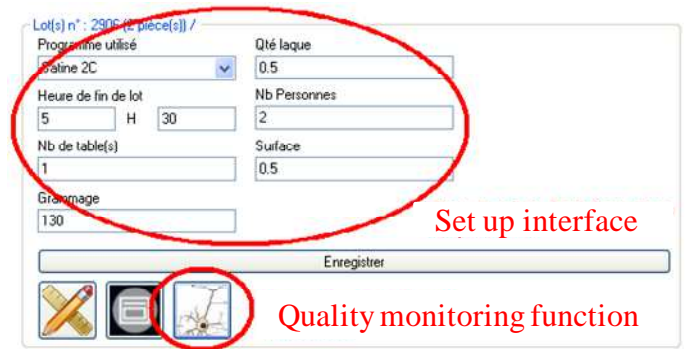 Lot(s) n° : 2906 (2 pièce(s)) /
Programme utilisé
Qté laque
Satine 2C
0.5
Heure de fin de lot
Nb Personnes
5 H 30
2
Nb de table(s)
Surface
1
0.5
Grammage
130
Set up interface
Enregistrer
Quality monitoring function